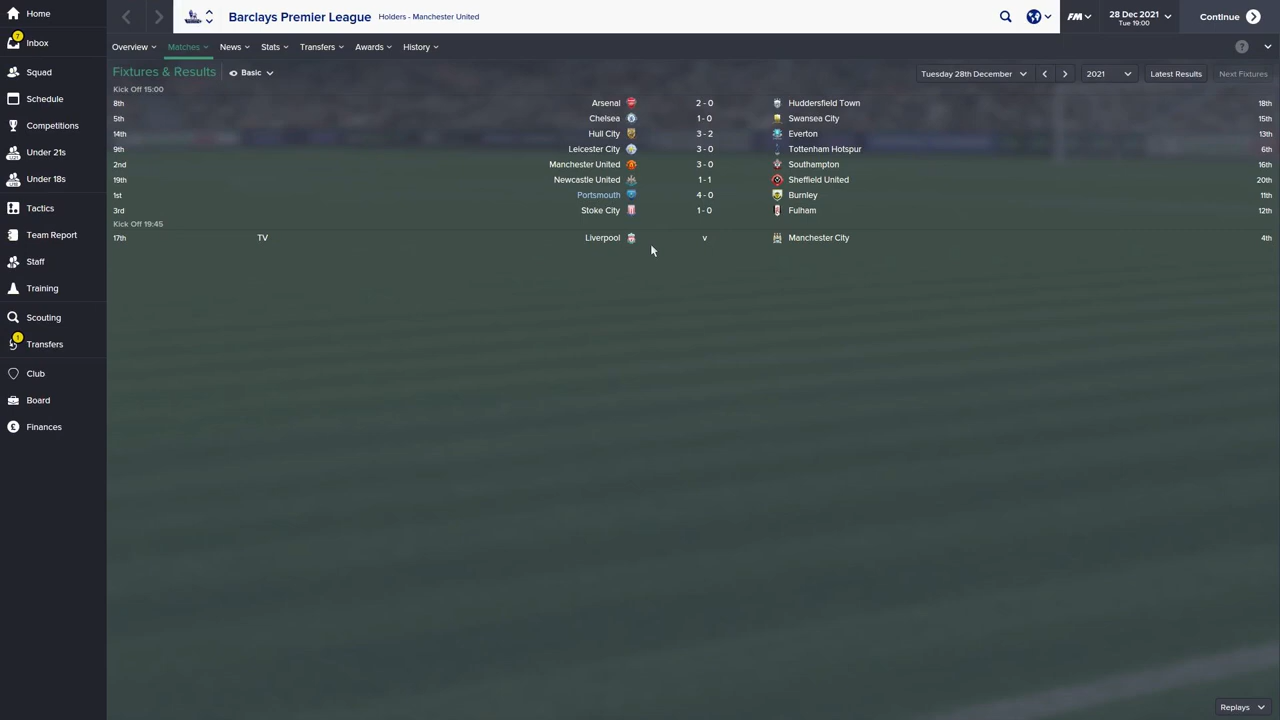 Home
Barclays Premier League Holders - Manchester United
FM
28 Dec 2021
Tue 19:00
Continue
7
Inbox
Overview Matches News Stats Transfers Awards History
?
Squad
Schedule
Competitions
U21
Under 21s
U18
Under 18s
Tactics
Team Report
Staff
Training
Scouting
1
Transfers
Club
Board
£ Finances
Fixtures & Results Basic
Tuesday 28th December 2021 Latest Results Next Fixtures
Kick Off 15:00
8th Arsenal 2 - 0 Huddersfield Town 18th
5th Chelsea 1 - 0 Swansea City 15th
14th Hull City 3 - 2 Everton 13th
9th Leicester City 3 - 0 Tottenham Hotspur 6th
2nd Manchester United 3 - 0 Southampton 16th
19th Newcastle United 1 - 1 Sheffield United 20th
1st Portsmouth 4 - 0 Burnley 11th
3rd Stoke City 1 - 0 Fulham 12th
Kick Off 19:45
17th TV Liverpool v Manchester City 4th
Replays